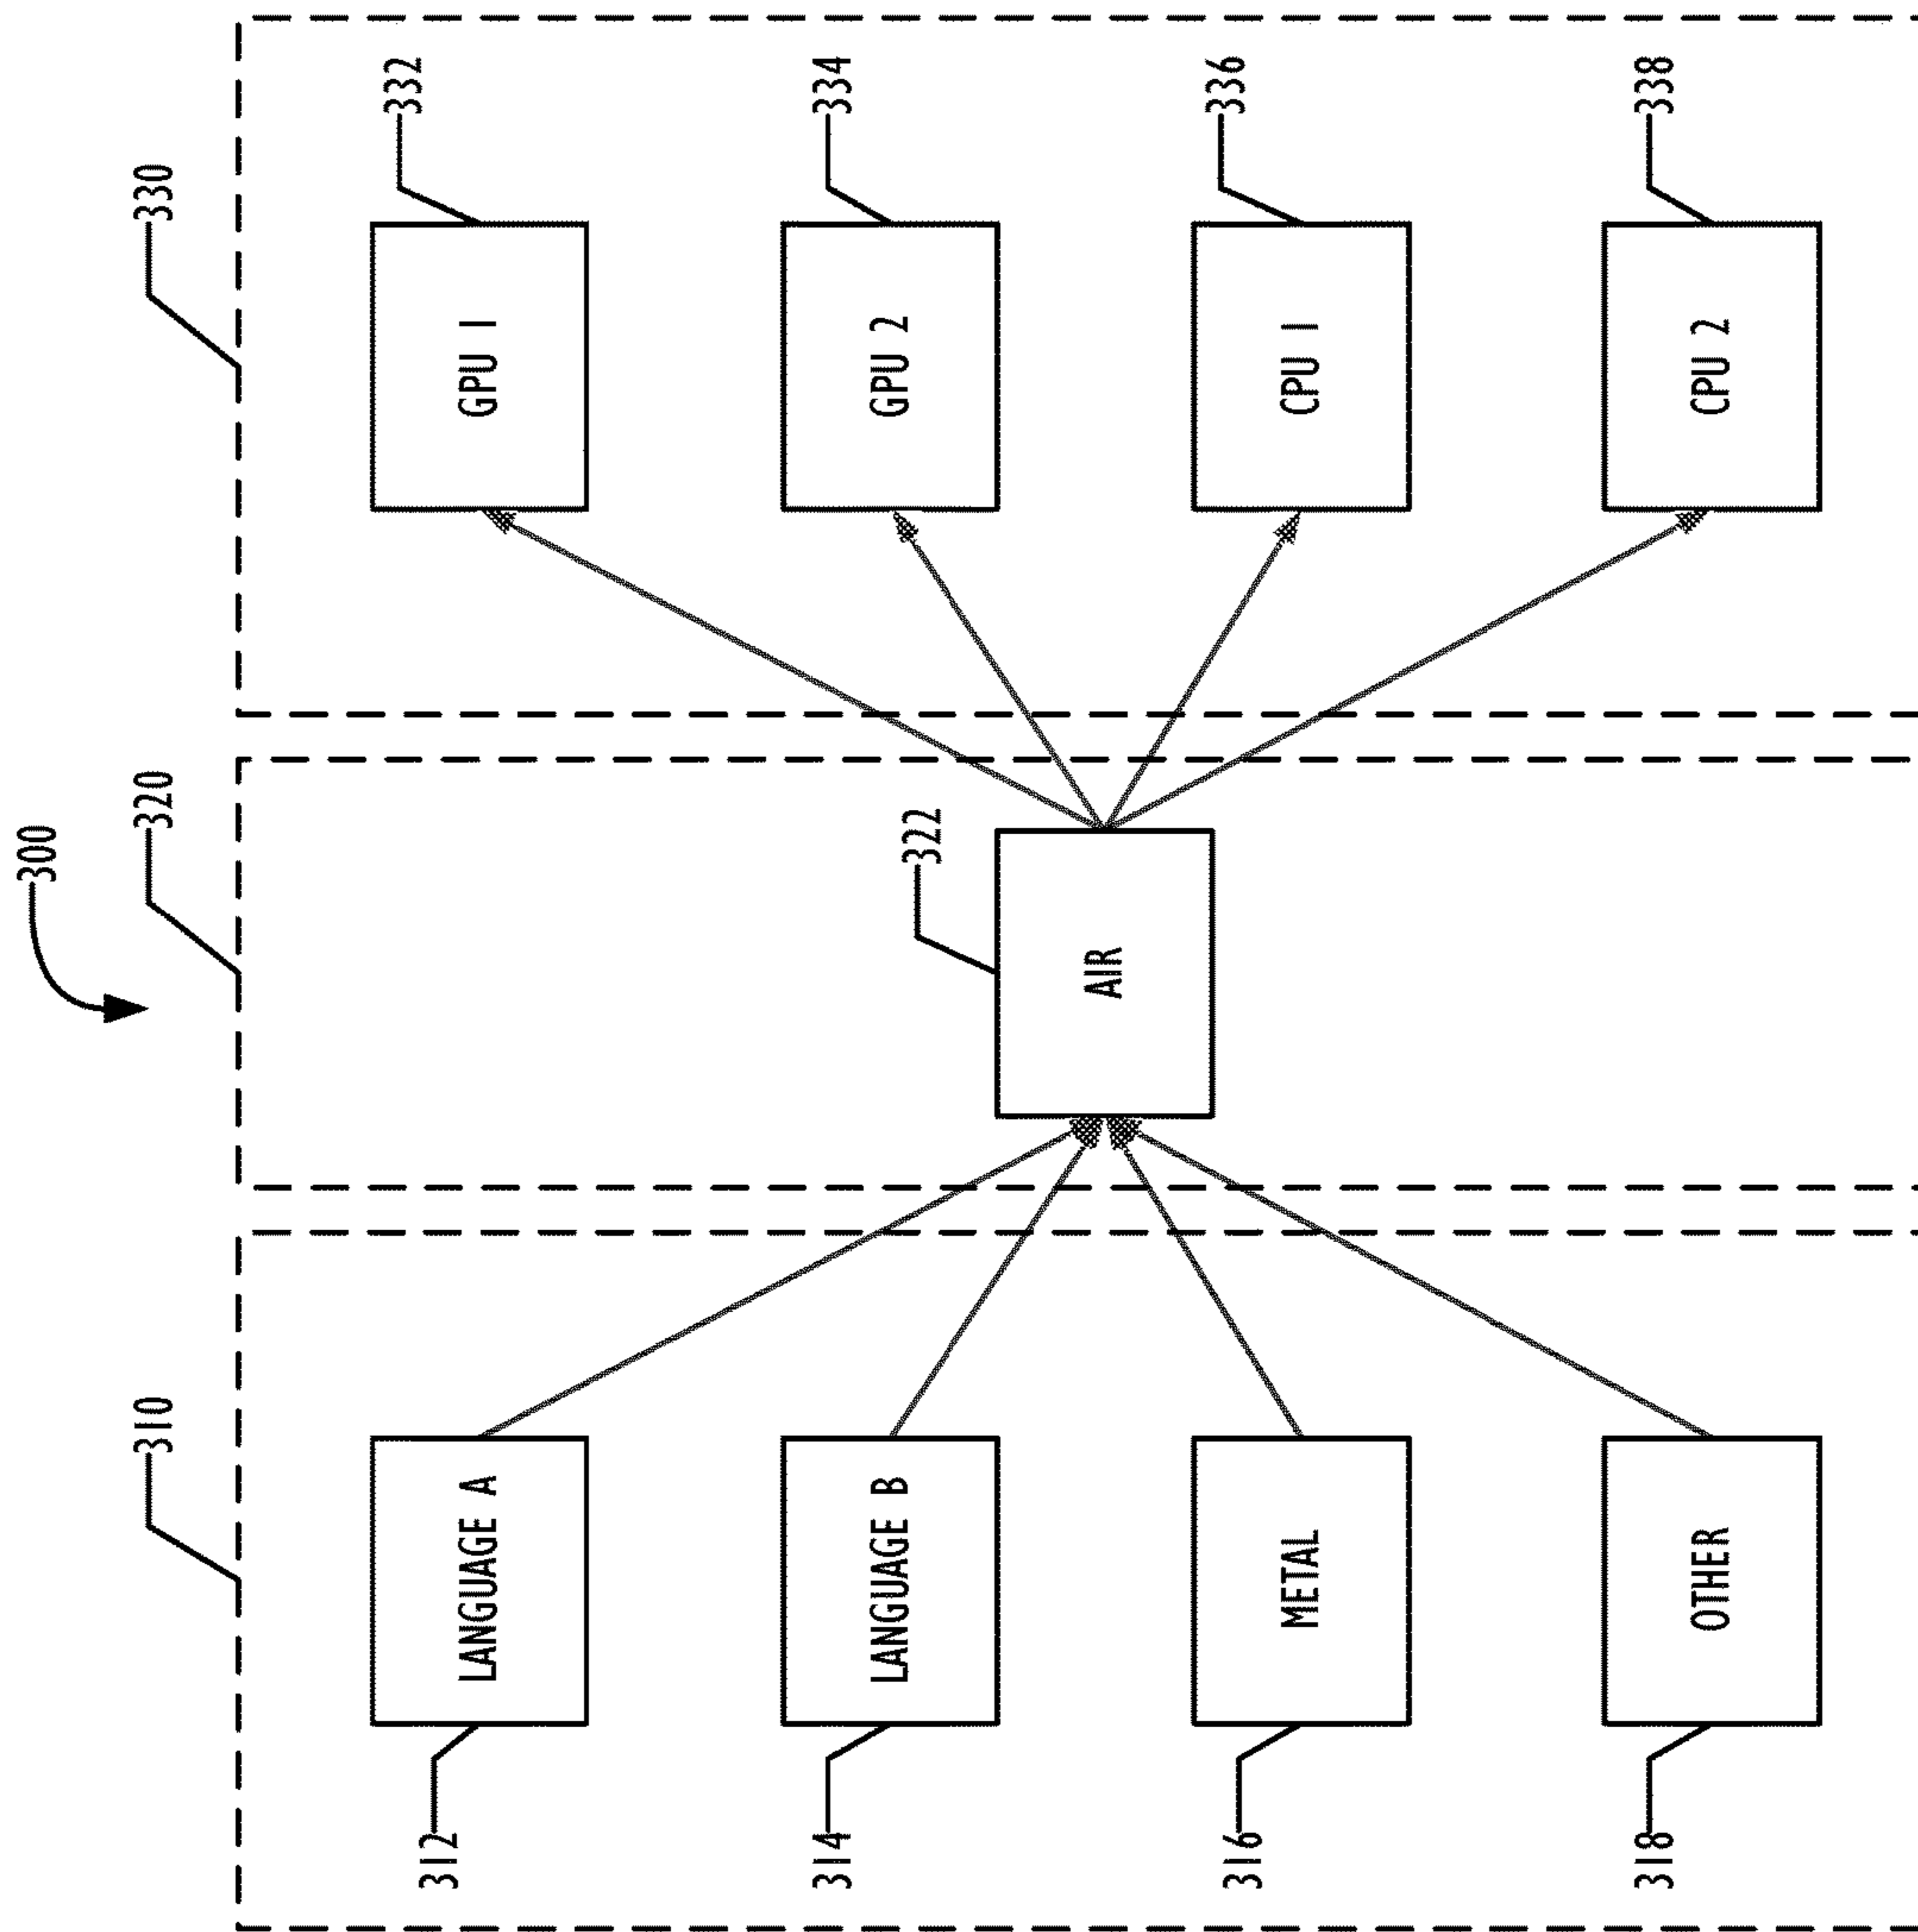 300
310
320
330
312
LANGUAGE A
314
LANGUAGE B
316
METAL
318
OTHER
322
AIR
332
GPU 1
334
GPU 2
336
CPU 1
338
CPU 2